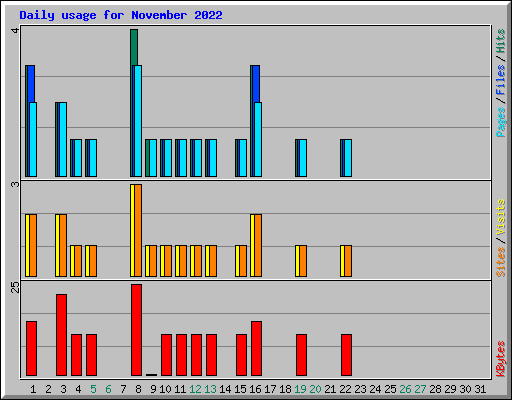 Daily usage for November 2022
4
Pages / Files / Hits
3
Sites / Visits
25
KBytes
1 2 3 4 5 6 7 8 9 10 11 12 13 14 15 16 17 18 19 20 21 22 23 24 25 26 27 28 29 30 31